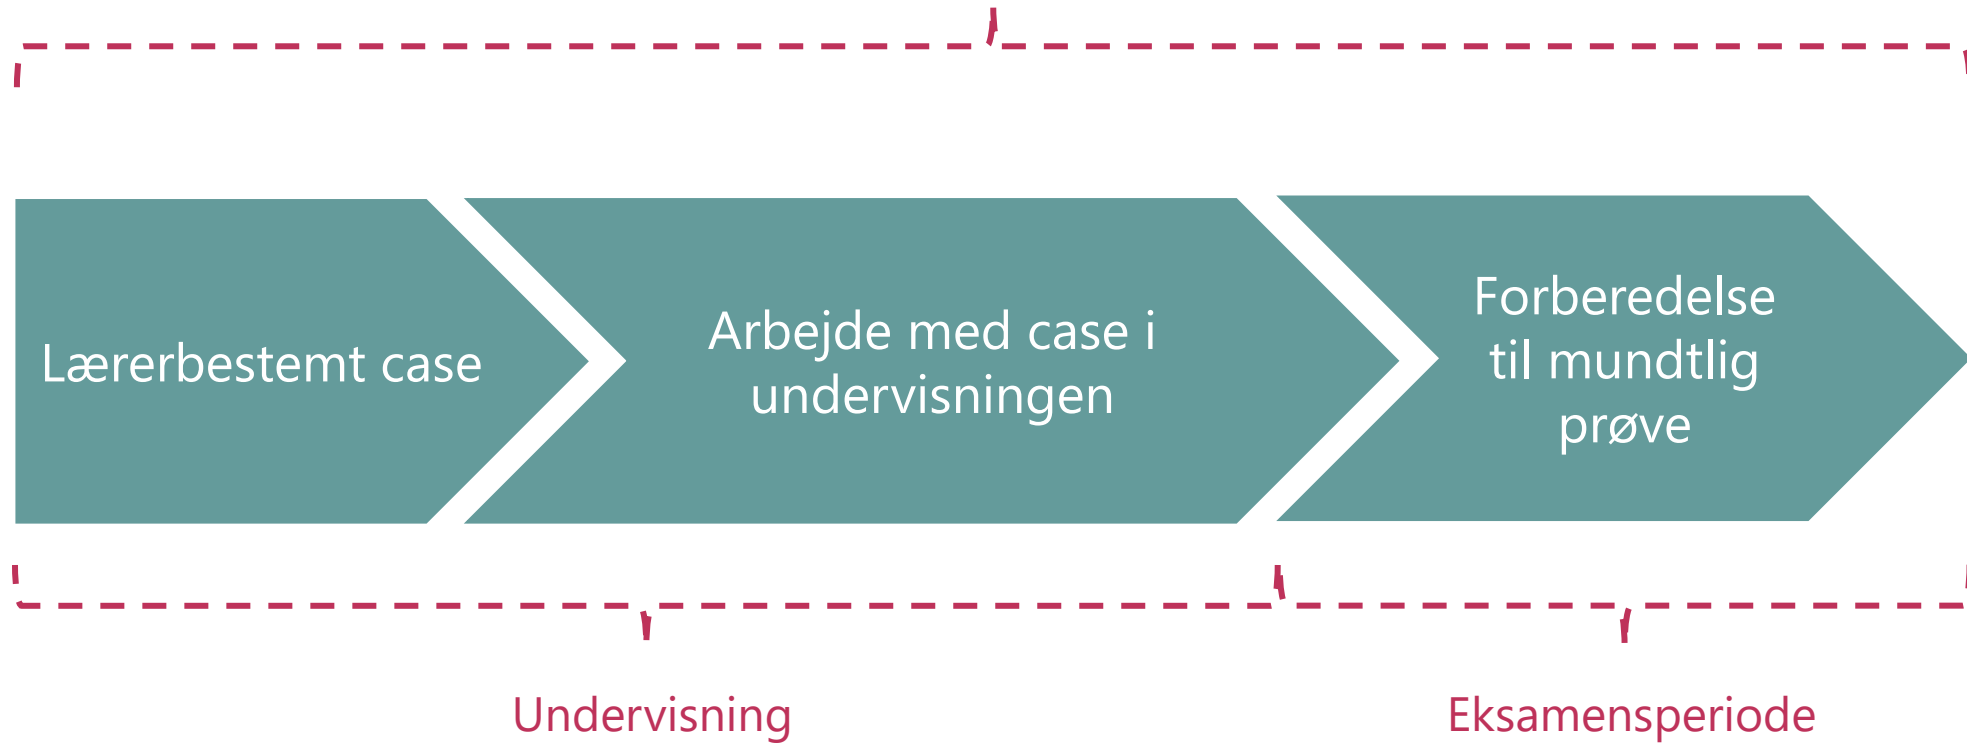 Lærerbestemt case
Arbejde med case i
undervisningen
Forberedelse
til mundtlig
prøve
Undervisning
Eksamensperiode